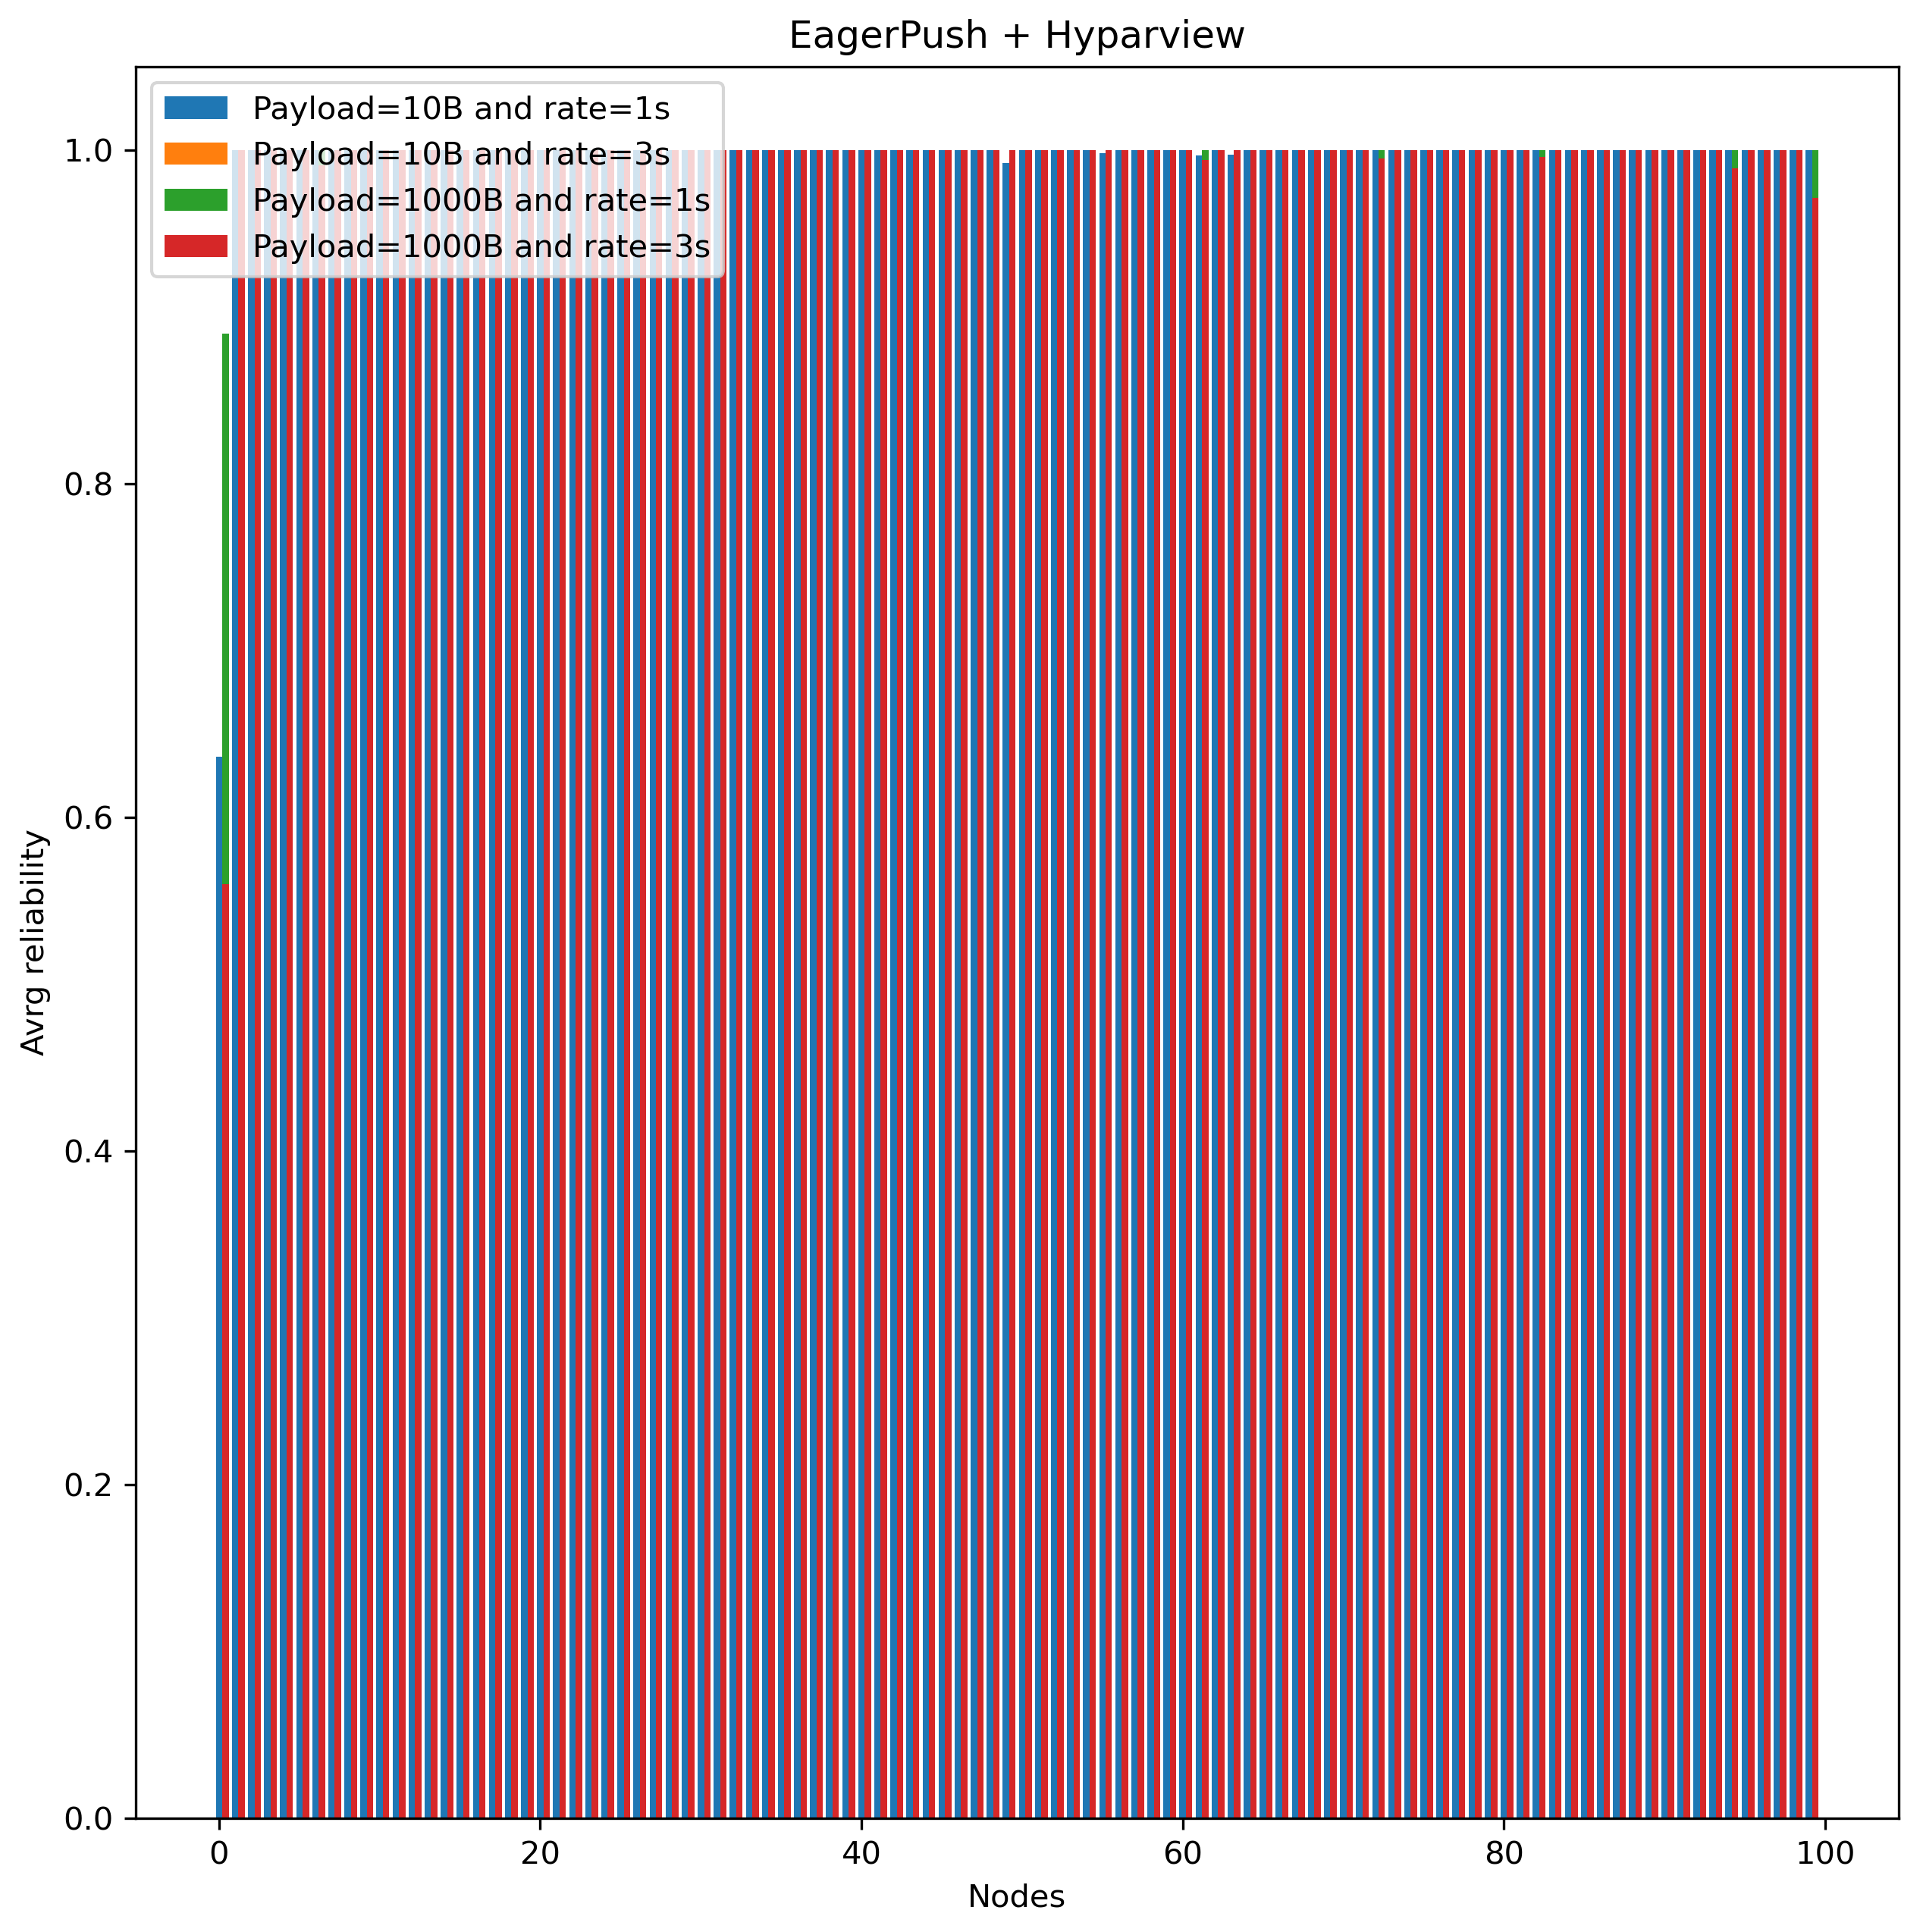 EagerPush + Hyparview
Payload=10B and rate=1s
Payload=10B and rate=3s
Payload=1000B and rate=1s
Payload=1000B and rate=3s
Avrg reliability
1.0
0.8
0.6
0.4
0.2
0.0
0 20 40 60 80 100
Nodes